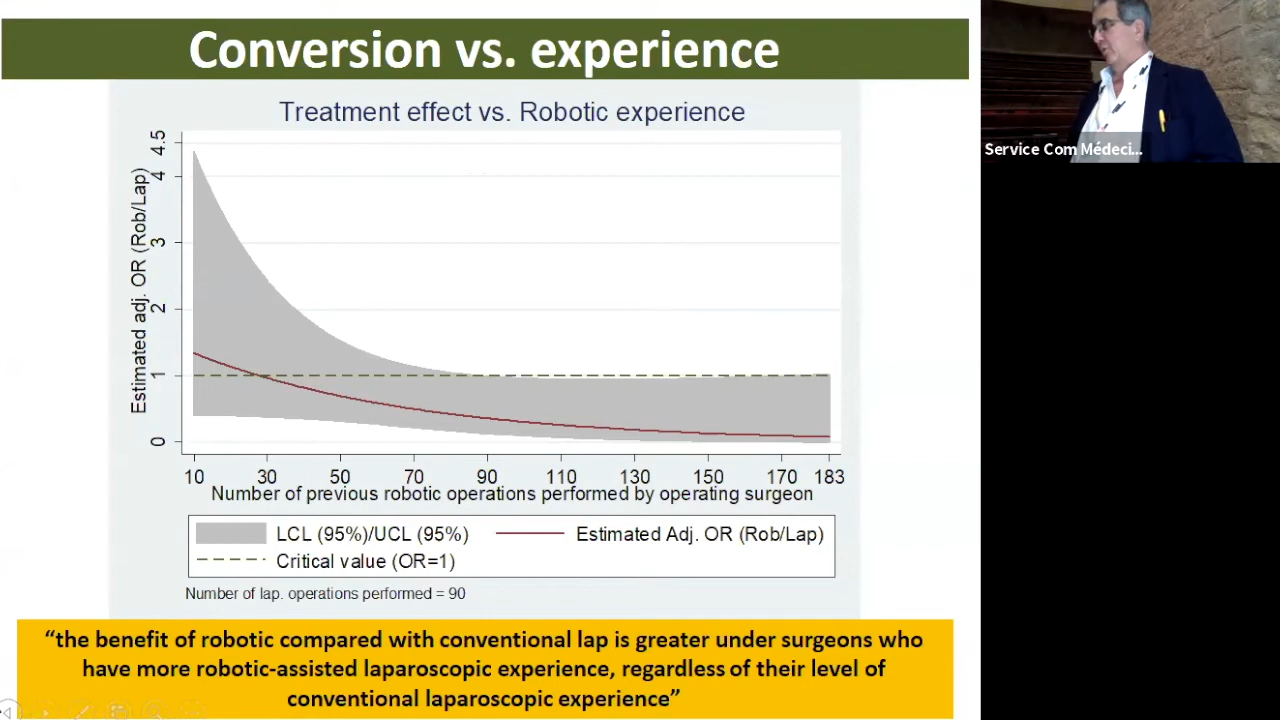 Conversion vs. experience
Service Com Médeci...
Treatment effect vs. Robotic experience
Estimated adj. OR (Rob/Lap)
4.5
4
3
2
1
0
10 30 50 70 90 110 130 150 170 183
Number of previous robotic operations performed by operating surgeon
LCL (95%)/UCL (95%) Estimated Adj. OR (Rob/Lap)
Critical value (OR=1)
Number of lap. operations performed = 90
“the benefit of robotic compared with conventional lap is greater under surgeons who
have more robotic-assisted laparoscopic experience, regardless of their level of
conventional laparoscopic experience”